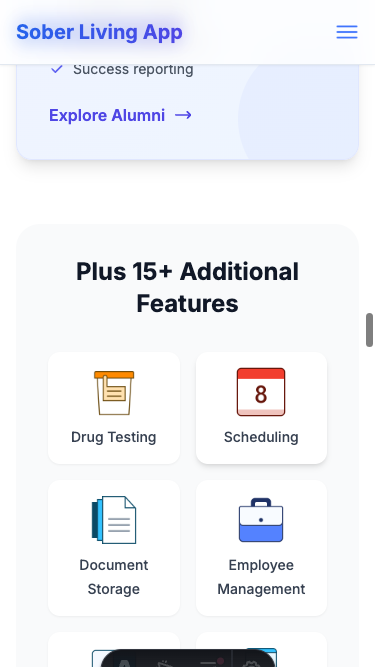 Sober Living App
Success reporting
Explore Alumni →
Plus 15+ Additional
Features
8
Drug Testing
Scheduling
Document
Storage
Employee
Management